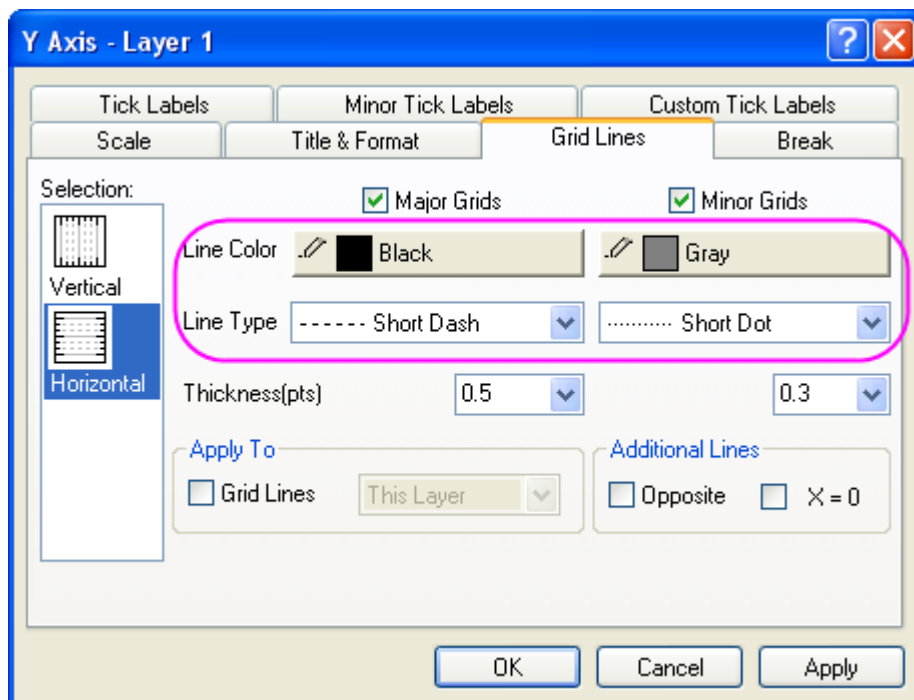 Y Axis - Layer 1
Tick Labels Minor Tick Labels Custom Tick Labels
Scale Title & Format Grid Lines Break
Selection:
Vertical
Horizontal
Major Grids Minor Grids
Line Color Black Gray
Line Type Short Dash Short Dot
Thickness(pts) 0.5 0.3
Apply To
Grid Lines This Layer
Additional Lines
Opposite X = 0
OK Cancel Apply